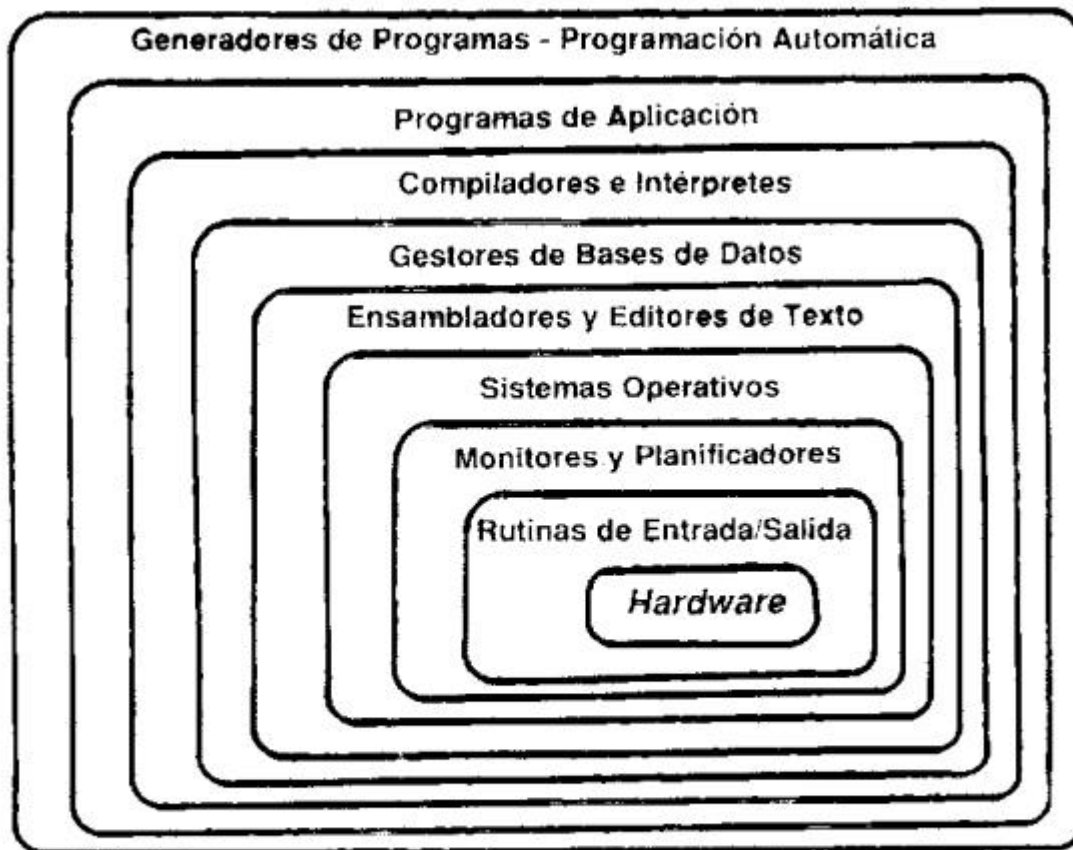 Generadores de Programas - Programación Automática
Programas de Aplicación
Compiladores e Intérpretes
Gestores de Bases de Datos
Ensambladores y Editores de Texto
Sistemas Operativos
Monitores y Planificadores
Rutinas de Entrada/Salida
Hardware